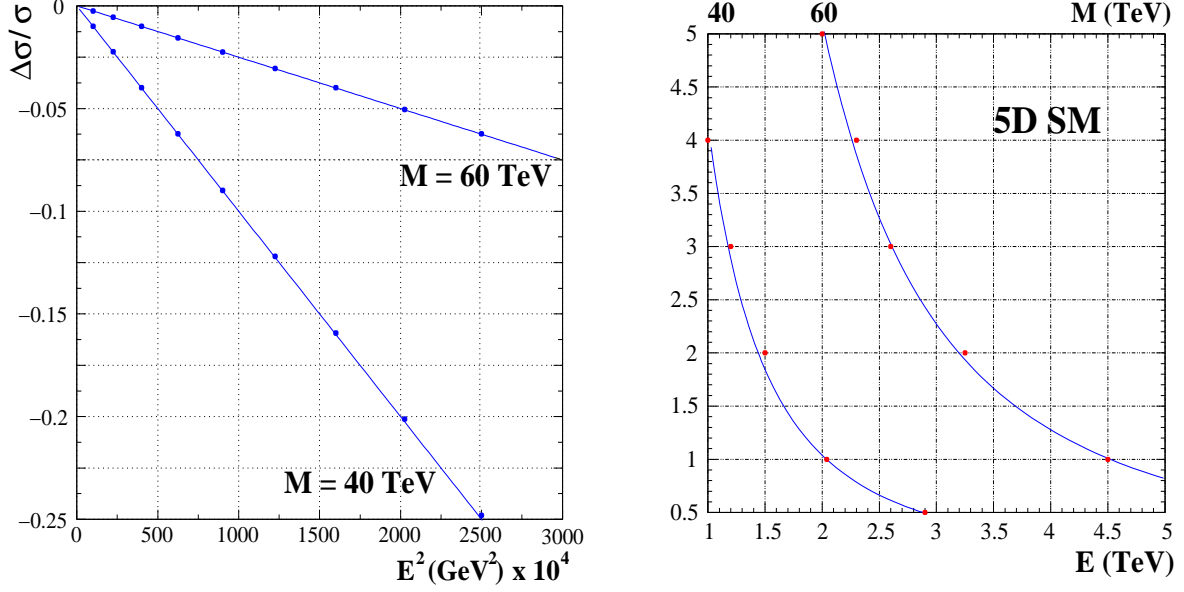 Δσ/ σ
0
−0.05
−0.1
−0.15
−0.2
−0.25
M = 60 TeV
M = 40 TeV
0 500 1000 1500 2000 2500 3000
E² (GeV²) x 10⁴
40 60 M (TeV)
5
4.5
4
3.5
3
2.5
2
1.5
1
0.5
5D SM
1 1.5 2 2.5 3 3.5 4 4.5 5
E (TeV)